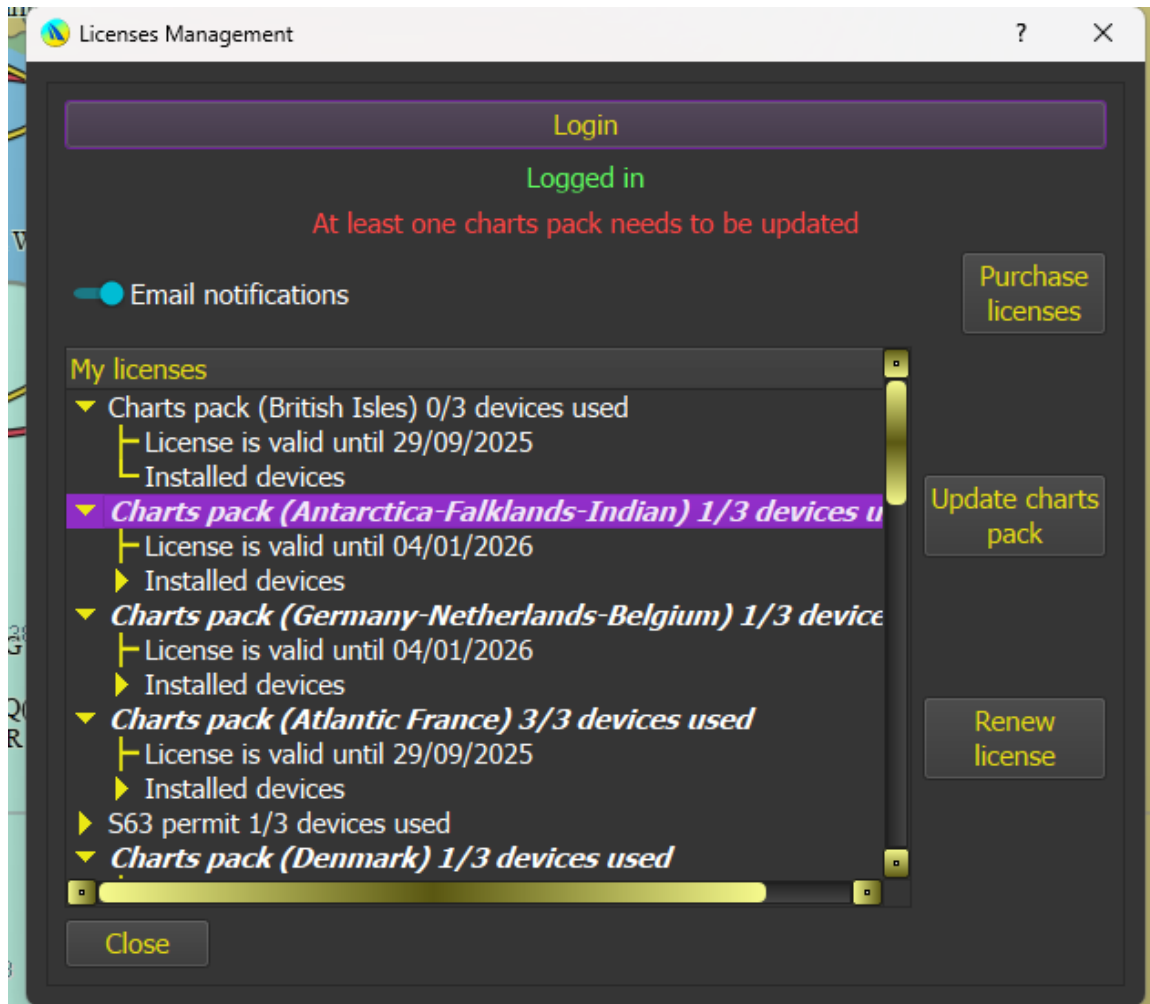 Licenses Management
?
Login
Logged in
At least one charts pack needs to be updated
Email notifications
Purchase
licenses
My licenses
Charts pack (British Isles) 0/3 devices used
License is valid until 29/09/2025
Installed devices
Charts pack (Antarctica-Falklands-Indian) 1/3 devices u
License is valid until 04/01/2026
Installed devices
Update charts
pack
Charts pack (Germany-Netherlands-Belgium) 1/3 device
License is valid until 04/01/2026
Installed devices
Charts pack (Atlantic France) 3/3 devices used
License is valid until 29/09/2025
Installed devices
Renew
license
S63 permit 1/3 devices used
Charts pack (Denmark) 1/3 devices used
Close